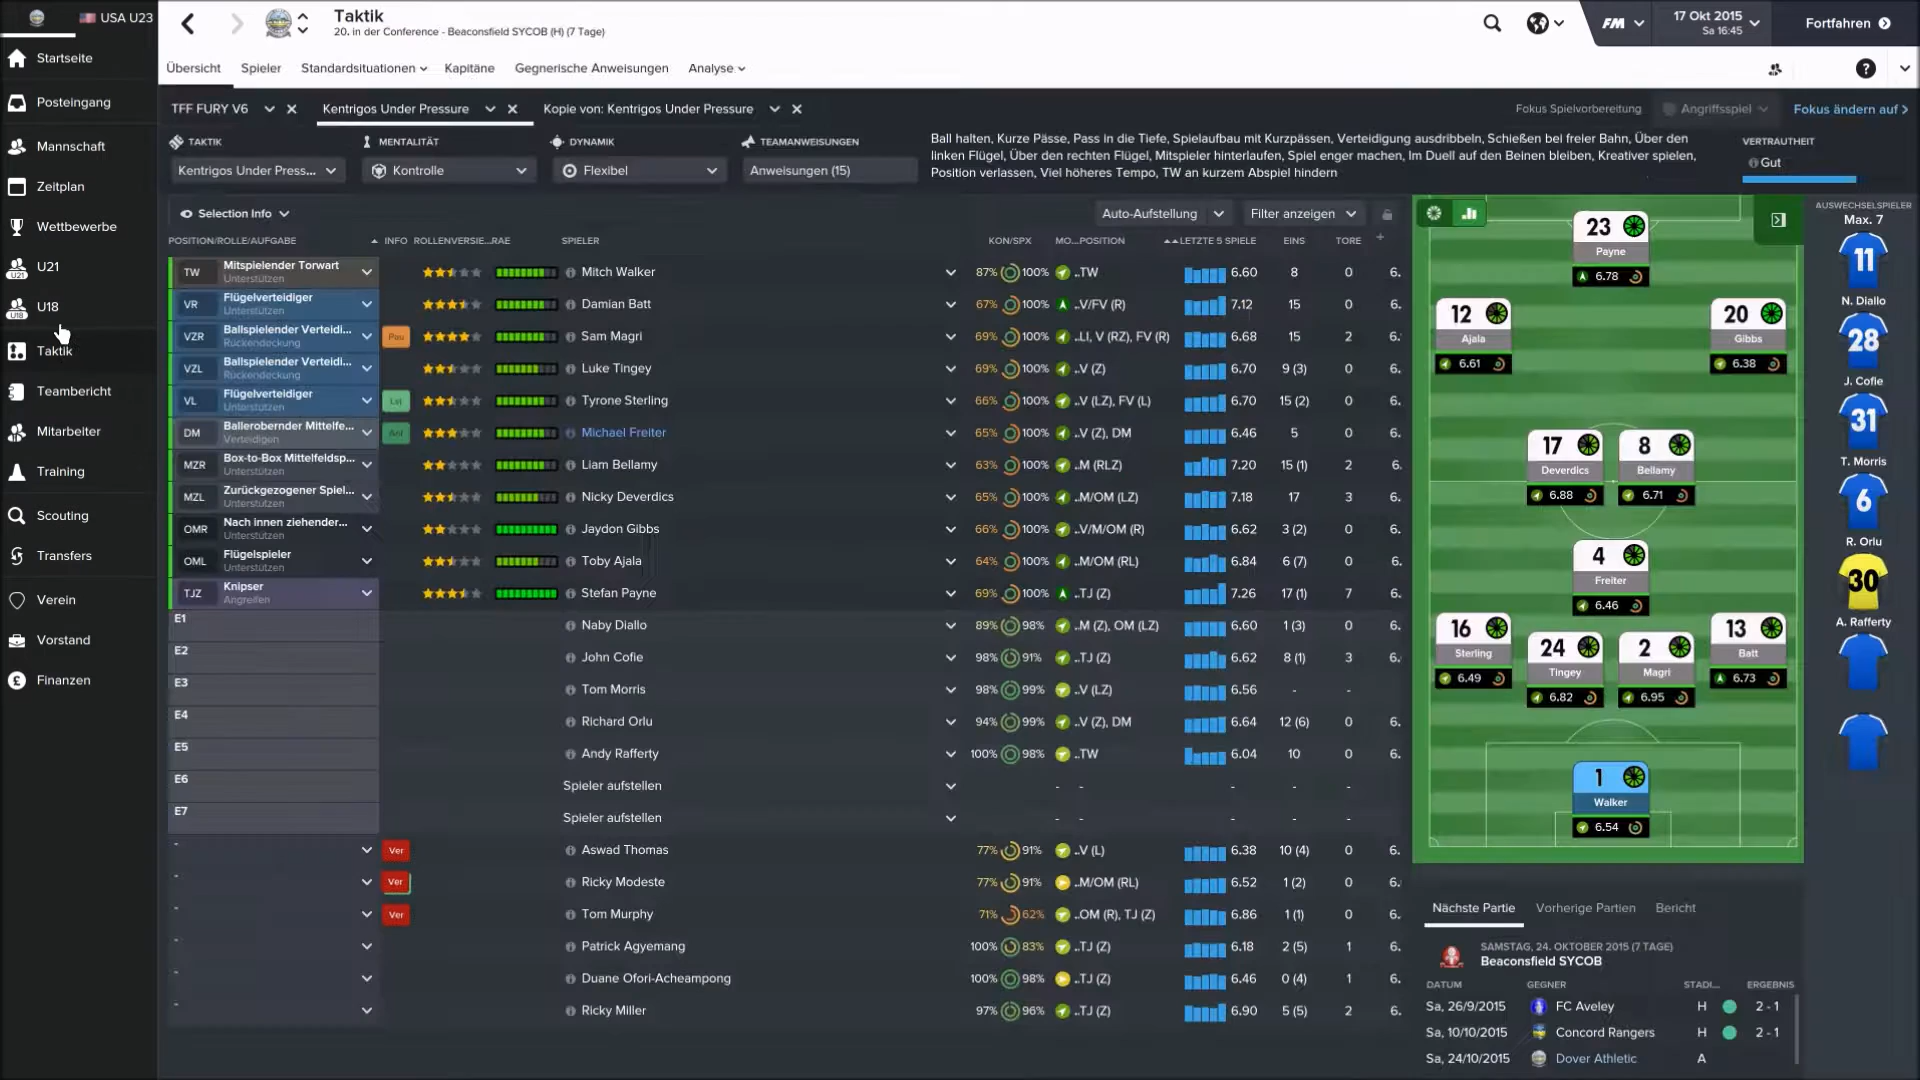 USA U23
Startseite
Posteingang
Mannschaft
Zeitplan
Wettbewerbe
U21
U18
Taktik
Teambericht
Mitarbeiter
Training
Scouting
Transfers
Verein
Vorstand
Finanzen
Taktik
20. in der Conference - Beaconsfield SYCOB (H) (7 Tage)
FM
17 Okt 2015
Sa 16:45
Fortfahren
Übersicht Spieler Standardsituationen Kapitäne Gegnerische Anweisungen Analyse
TFF FURY V6 Kentrigos Under Pressure Kopie von: Kentrigos Under Pressure
Fokus Spielvorbereitung Angriffsspiel Fokus ändern auf >
TAKTIK MENTALITÄT DYNAMIK TEAMANWEISUNGEN
Kentrigos Under Press... Kontrolle Flexibel Anweisungen (15)
Ball halten, Kurze Pässe, Pass in die Tiefe, Spielaufbau mit Kurzpässen, Verteidigung ausdribbeln, Schießen bei freier Bahn, Über den
linken Flügel, Über den rechten Flügel, Mitspieler hinterlaufen, Spiel enger machen, Im Duell auf den Beinen bleiben, Kreativer spielen,
Position verlassen, Viel höheres Tempo, TW an kurzem Abspiel hindern
VERTRAUTHEIT
Gut
Selection Info Auto-Aufstellung Filter anzeigen
POSITION/ROLLE/AUFGABE INFO ROLLENVERSIE...RAE SPIELER KON/SPX MO...POSITION LETZTE 5 SPIELE EINS TORE +
TW Mitspielender Torwart Unterstützen Mitch Walker 87% 100% ..TW 6.60 8 0 6.
VR Flügelverteidiger Unterstützen Damian Batt 67% 100% ..V/FV (R) 7.12 15 0 6.
VZR Ballspielender Verteidi... Rückendeckung Sam Magri 69% 100% ..LI, V (RZ), FV (R) 6.68 15 2 6.
VZL Ballspielender Verteidi... Rückendeckung Luke Tingey 69% 100% ..V (Z) 6.70 9 (3) 0 6.
VL Flügelverteidiger Unterstützen Tyrone Sterling 66% 100% ..V (LZ), FV (L) 6.70 15 (2) 0 6.
DM Ballerobernder Mittelfe... Verteidigen Michael Freiter 65% 100% ..V (Z), DM 6.46 5 0 6.
MZR Box-to-Box Mittelfeldsp... Unterstützen Liam Bellamy 63% 100% ..M (RLZ) 7.20 15 (1) 2 6.
MZL Zurückgezogener Spiel... Unterstützen Nicky Deverdics 65% 100% ..M/OM (LZ) 7.18 17 3 6.
OMR Nach innen ziehender... Unterstützen Jaydon Gibbs 66% 100% ..V/M/OM (R) 6.62 3 (2) 0 6.
OML Flügelspieler Unterstützen Toby Ajala 64% 100% ..M/OM (RL) 6.84 6 (7) 0 6.
TJZ Knipser Angreifen Stefan Payne 69% 100% ..TJ (Z) 7.26 17 (1) 7 6.
E1 Naby Diallo 89% 98% ..M (Z), OM (LZ) 6.60 1 (3) 0 6.
E2 John Cofie 98% 91% ..TJ (Z) 6.62 8 (1) 3 6.
E3 Tom Morris 98% 99% ..V (LZ) 6.56 - - 6.
E4 Richard Orlu 94% 99% ..V (Z), DM 6.64 12 (6) 0 6.
E5 Andy Rafferty 100% 98% ..TW 6.04 10 0 6.
E6 Spieler aufstellen - - - - -
E7 Spieler aufstellen - - - - -
- Ver Aswad Thomas 77% 91% ..V (L) 6.38 10 (4) 0 6.
- Ver Ricky Modeste 77% 91% ..M/OM (RL) 6.52 1 (2) 0 6.
- Ver Tom Murphy 71% 62% ..OM (R), TJ (Z) 6.86 1 (1) 0 6.
- Patrick Agyemang 100% 83% ..TJ (Z) 6.18 2 (5) 1 6.
- Duane Ofori-Acheampong 100% 98% ..TJ (Z) 6.46 0 (4) 1 6.
- Ricky Miller 97% 96% ..TJ (Z) 6.90 5 (5) 2 6.
23
Payne
6.78
12 20
Ajala Gibbs
6.61 6.38
17 8
Deverdics Bellamy
6.88 6.71
4
Freiter
6.46
16 24 2 13
Sterling Tingey Magri Batt
6.49 6.82 6.95 6.73
1
Walker
6.54
AUSWECHSELSPIELER
Max. 7
11
N. Diallo
28
J. Cofie
31
T. Morris
6
R. Orlu
30
A. Rafferty
Nächste Partie Vorherige Partien Bericht
SAMSTAG, 24. OKTOBER 2015 (7 TAGE)
Beaconsfield SYCOB
DATUM GEGNER STADI... ERGEBNIS
Sa, 26/9/2015 FC Aveley H 2 - 1
Sa, 10/10/2015 Concord Rangers H 2 - 1
Sa, 24/10/2015 Dover Athletic A